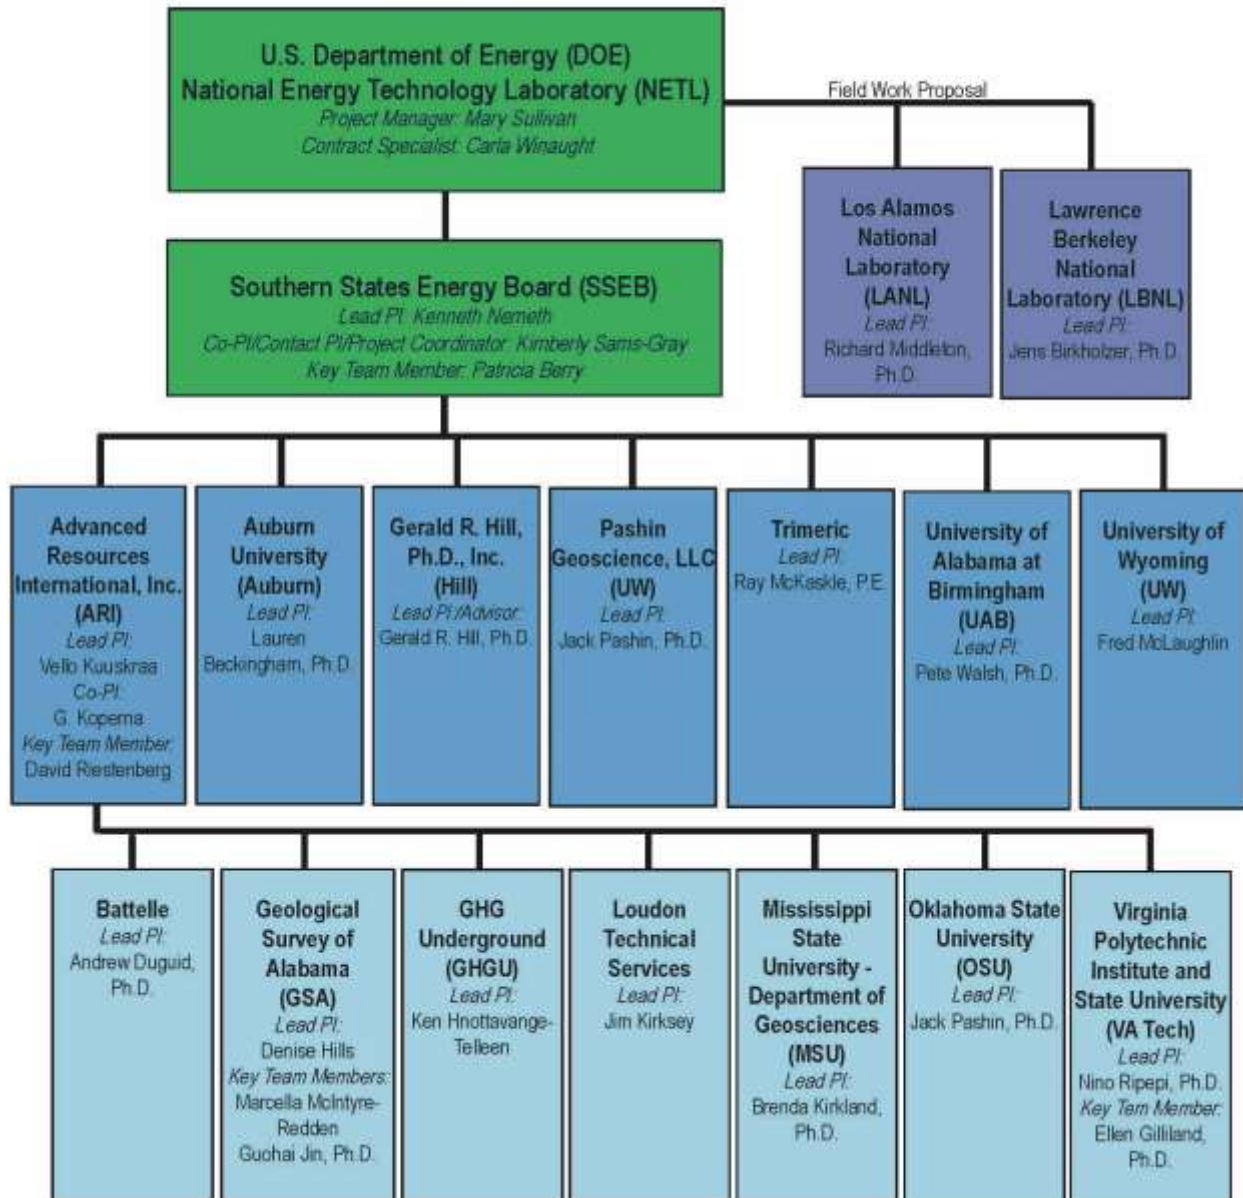 U.S. Department of Energy (DOE)
National Energy Technology Laboratory (NETL)
Project Manager: Mary Sullivan
Contract Specialist: Carla Winaught
Field Work Proposal
Los Alamos
National
Laboratory
(LANL)
Lead PI:
Richard Middleton,
Ph.D.
Lawrence
Berkeley
National
Laboratory (LBNL)
Lead PI:
Jens Birkholzer, Ph.D.
Southern States Energy Board (SSEB)
Lead PI: Kenneth Nemeth
Co-PI/Contact PI/Project Coordinator: Kimberly Sams-Gray
Key Team Member: Patricia Berry
Advanced
Resources
International, Inc.
(ARI)
Lead PI:
Vello Kuuskraa
Co-PI:
G. Koperna
Key Team Member:
David Riestenberg
Auburn
University
(Auburn)
Lead PI:
Lauren
Beckingham, Ph.D.
Gerald R. Hill,
Ph.D., Inc.
(Hill)
Lead PI /Advisor:
Gerald R. Hill, Ph.D.
Pashin
Geoscience, LLC
(UW)
Lead PI:
Jack Pashin, Ph.D.
Trimeric
Lead PI:
Ray McKaskle, P.E.
University of
Alabama at
Birmingham
(UAB)
Lead PI:
Pete Walsh, Ph.D.
University of
Wyoming
(UW)
Lead PI:
Fred McLaughlin
Battelle
Lead PI:
Andrew Duguid,
Ph.D.
Geological
Survey of
Alabama
(GSA)
Lead PI:
Denise Hills
Key Team Members:
Marcella McIntyre-
Redden
Guohai Jin, Ph.D.
GHG
Underground
(GHGU)
Lead PI:
Ken Hnottavange-
Telleen
Loudon
Technical
Services
Lead PI:
Jim Kirksey
Mississippi
State
University -
Department of
Geosciences
(MSU)
Lead PI:
Brenda Kirkland,
Ph.D.
Oklahoma State
University
(OSU)
Lead PI:
Jack Pashin, Ph.D.
Virginia
Polytechnic
Institute and
State University
(VA Tech)
Lead PI:
Nino Ripepi, Ph.D.
Key Tem Member:
Ellen Gilliland,
Ph.D.